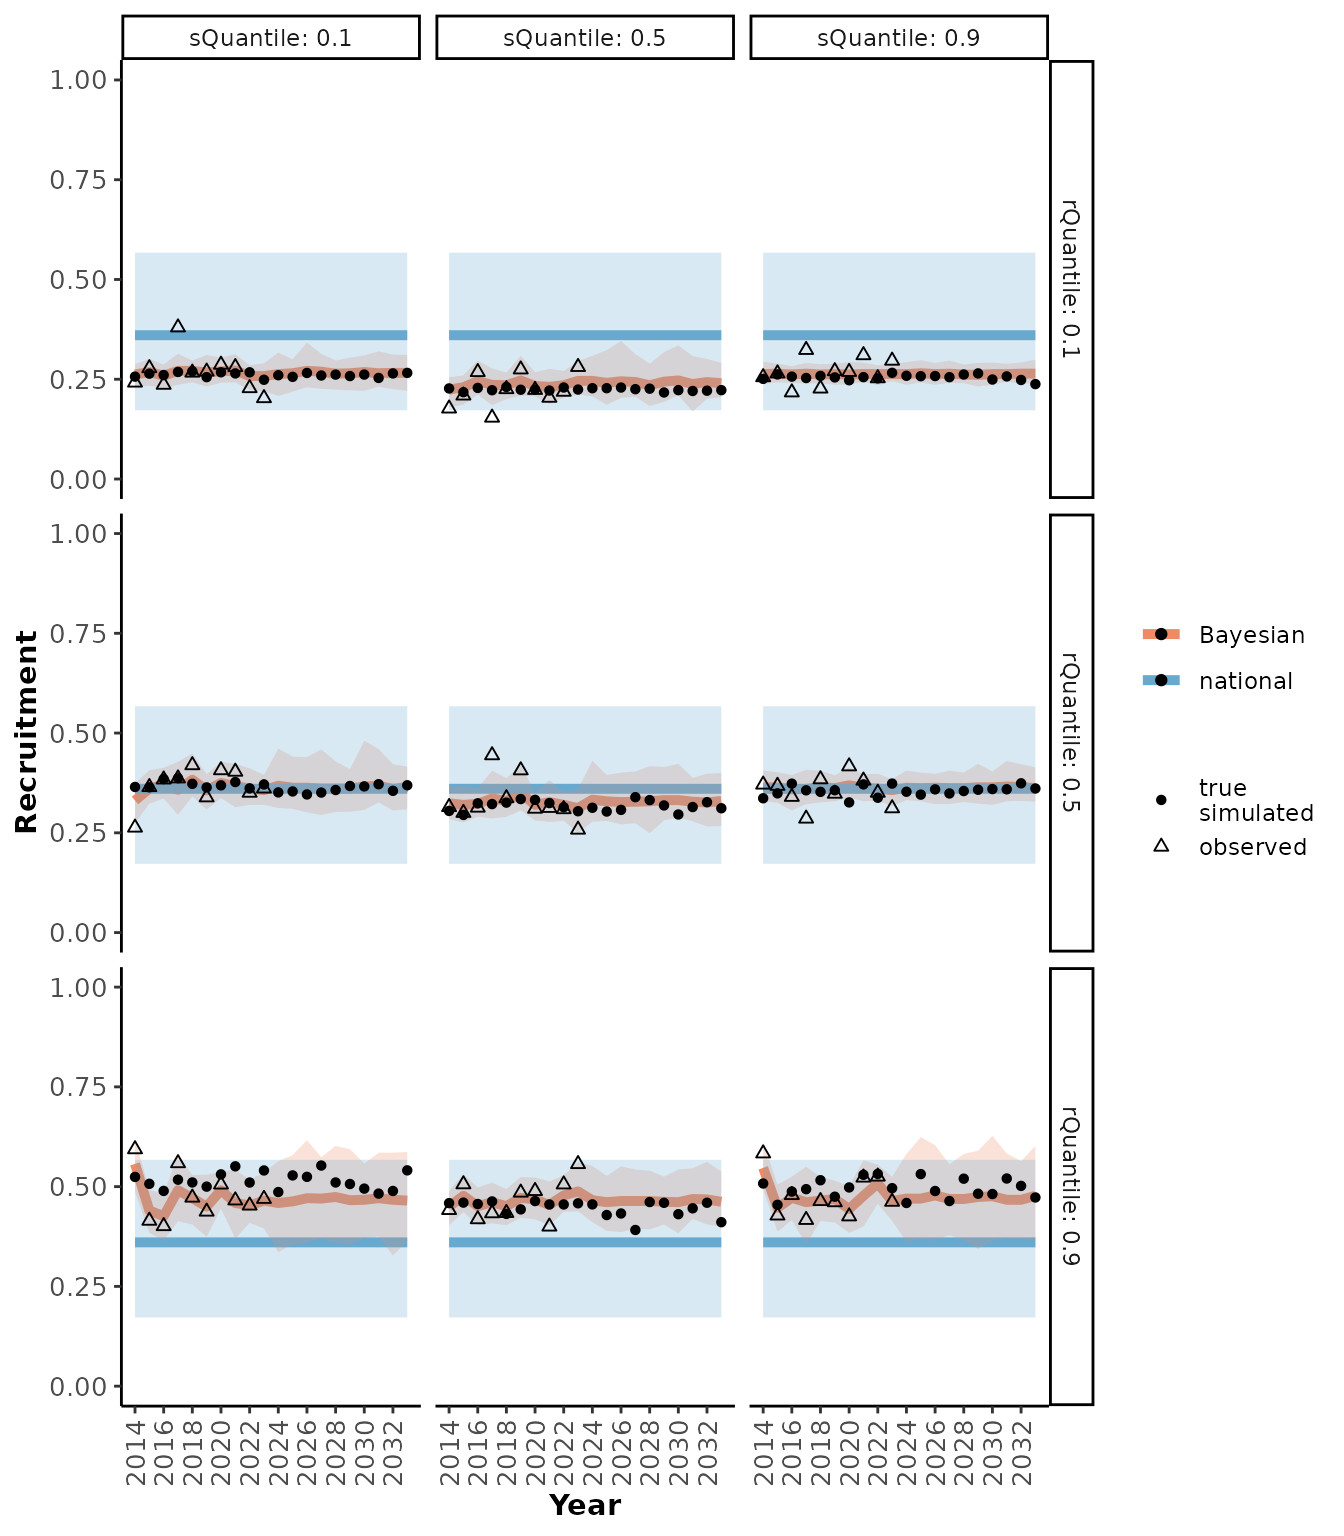 sQuantile: 0.1
sQuantile: 0.5
sQuantile: 0.9
1.00
0.75
0.50
0.25
0.00
rQuantile: 0.1
1.00
0.75
0.50
0.25
0.00
rQuantile: 0.5
1.00
0.75
0.50
0.25
0.00
rQuantile: 0.9
Recruitment
2014 2016 2018 2020 2022 2024 2026 2028 2030 2032
2014 2016 2018 2020 2022 2024 2026 2028 2030 2032
2014 2016 2018 2020 2022 2024 2026 2028 2030 2032
Year
Bayesian
national
true
simulated
observed